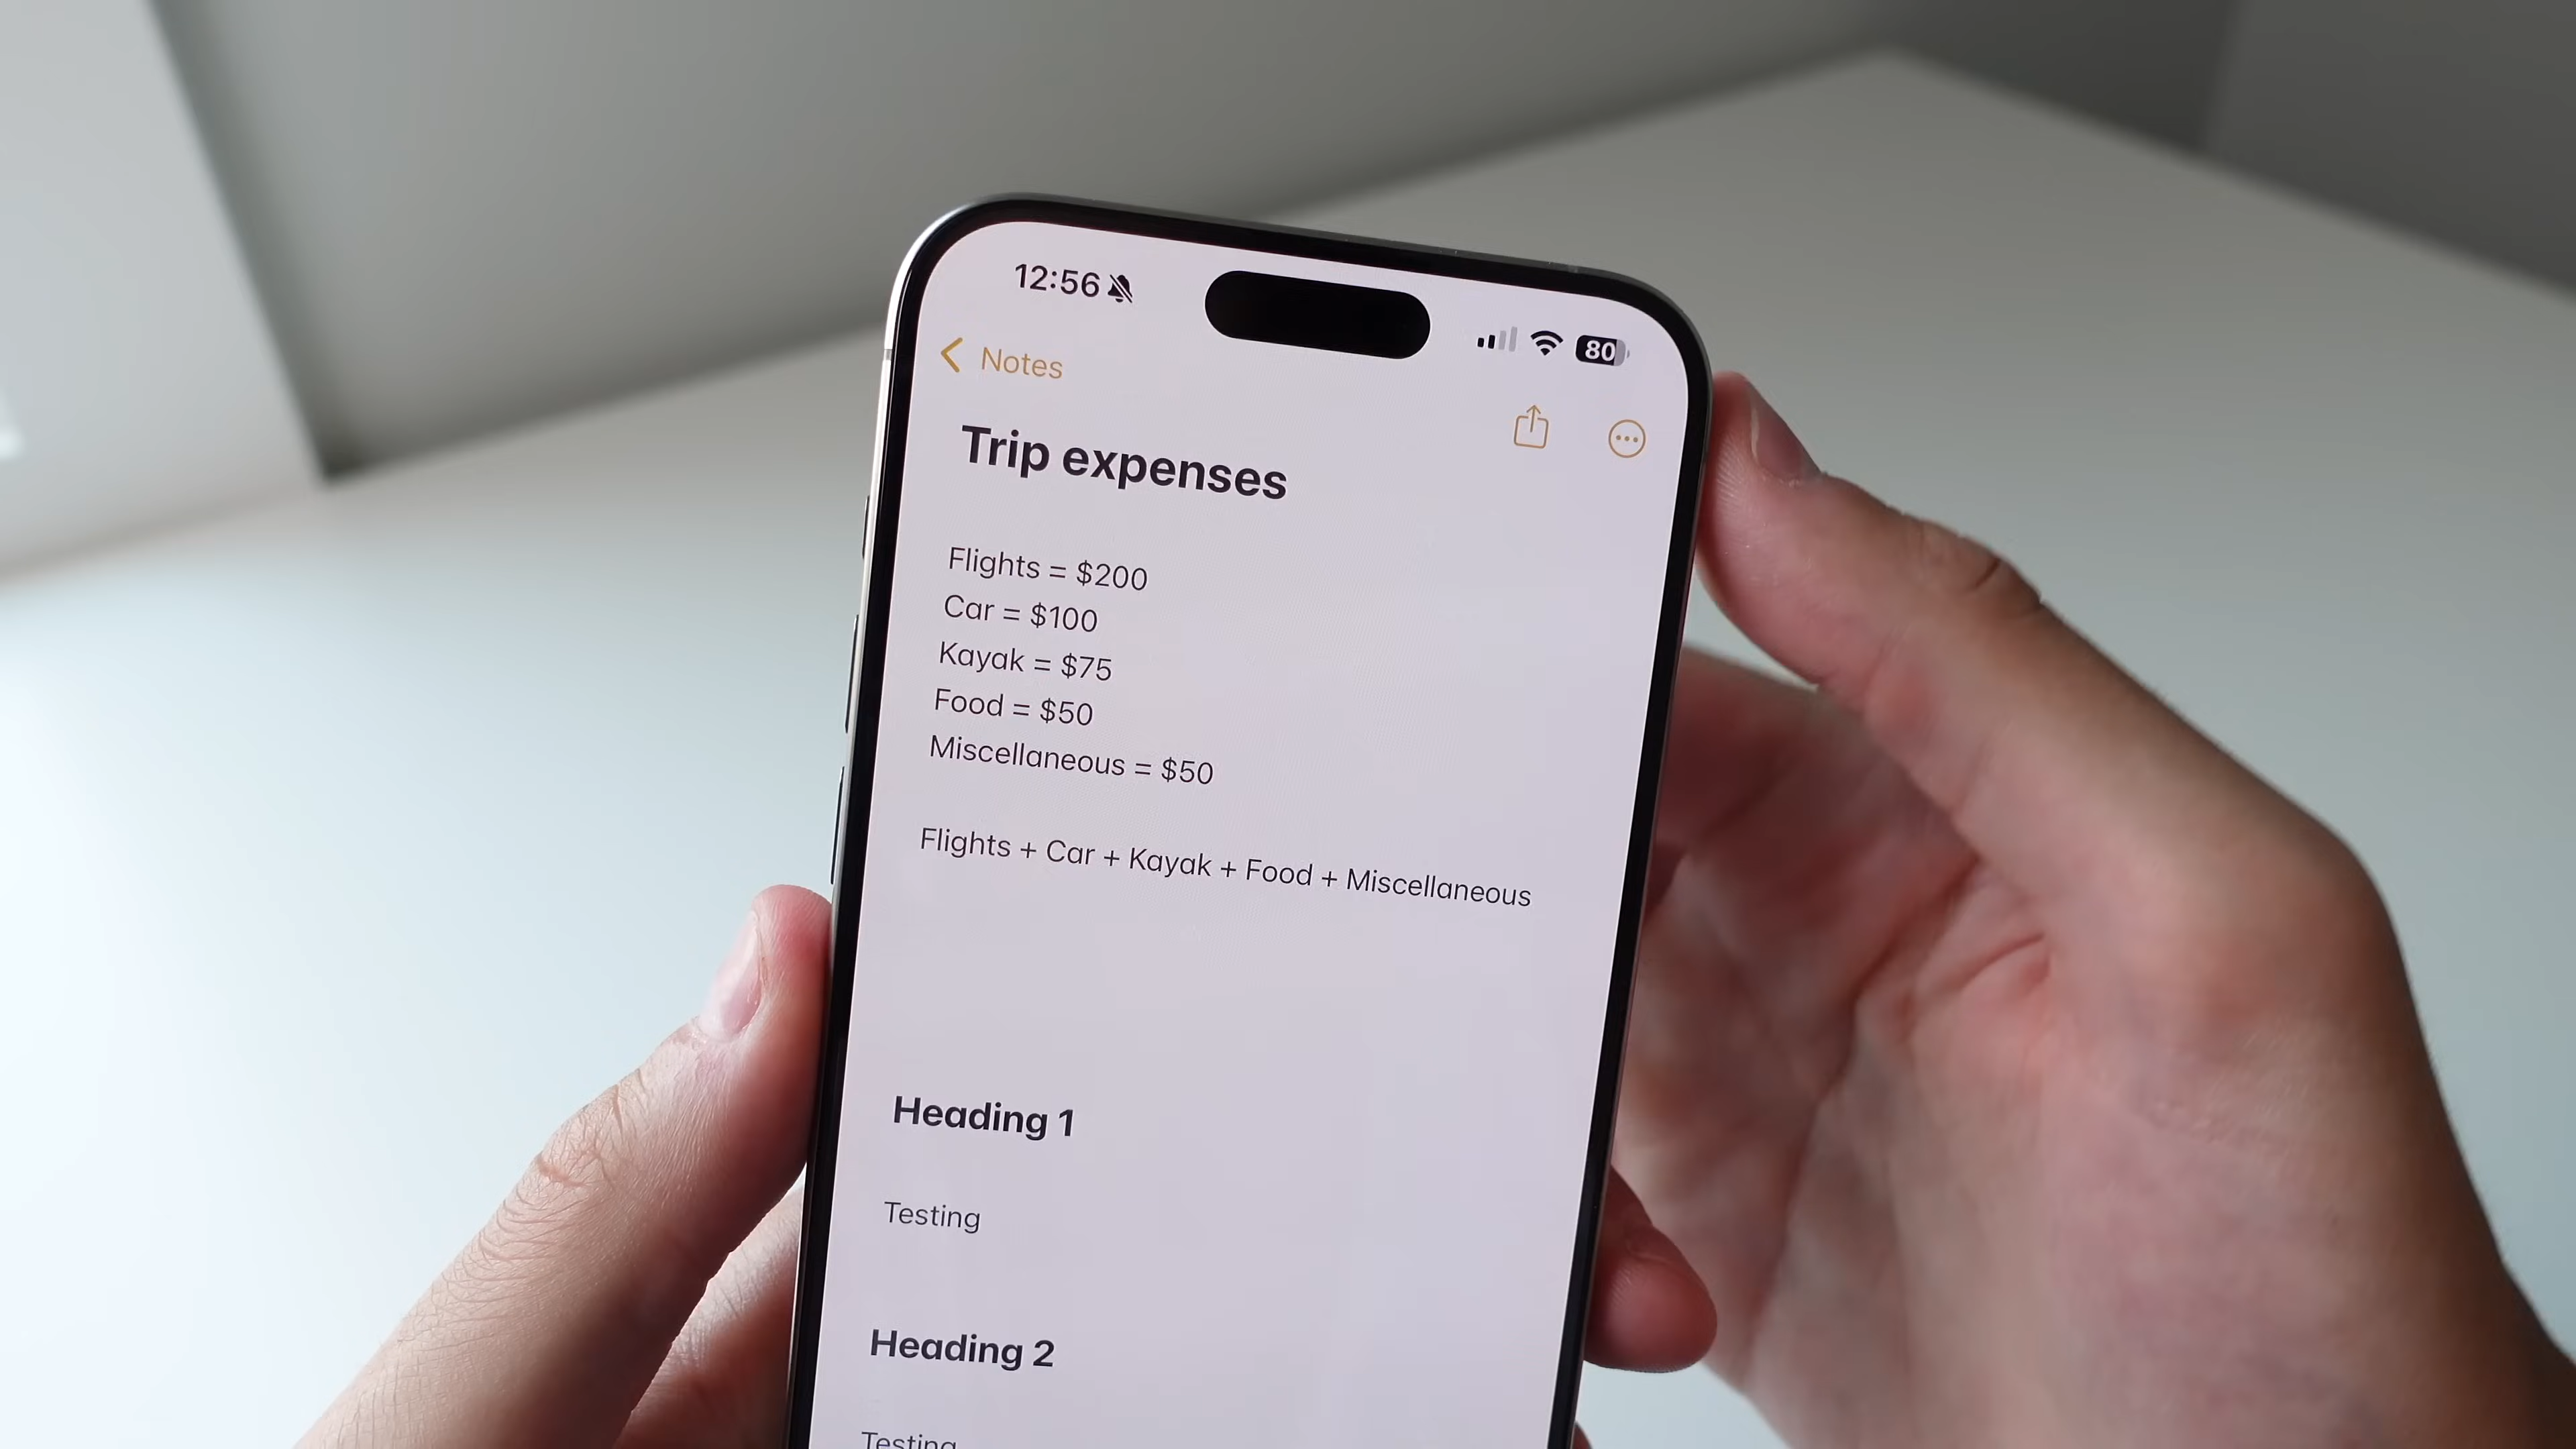 12:56
80
Notes
Trip expenses
Flights = $200
Car = $100
Kayak = $75
Food = $50
Miscellaneous = $50
Flights + Car + Kayak + Food + Miscellaneous
Heading 1
Testing
Heading 2
Testing